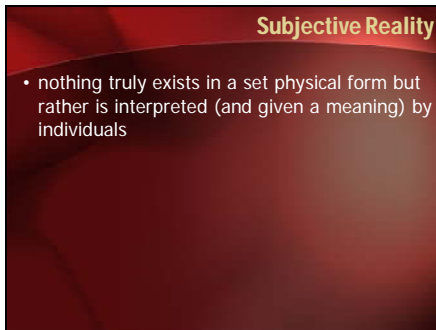 Subjective Reality
• nothing truly exists in a set physical form but
rather is interpreted (and given a meaning) by
individuals